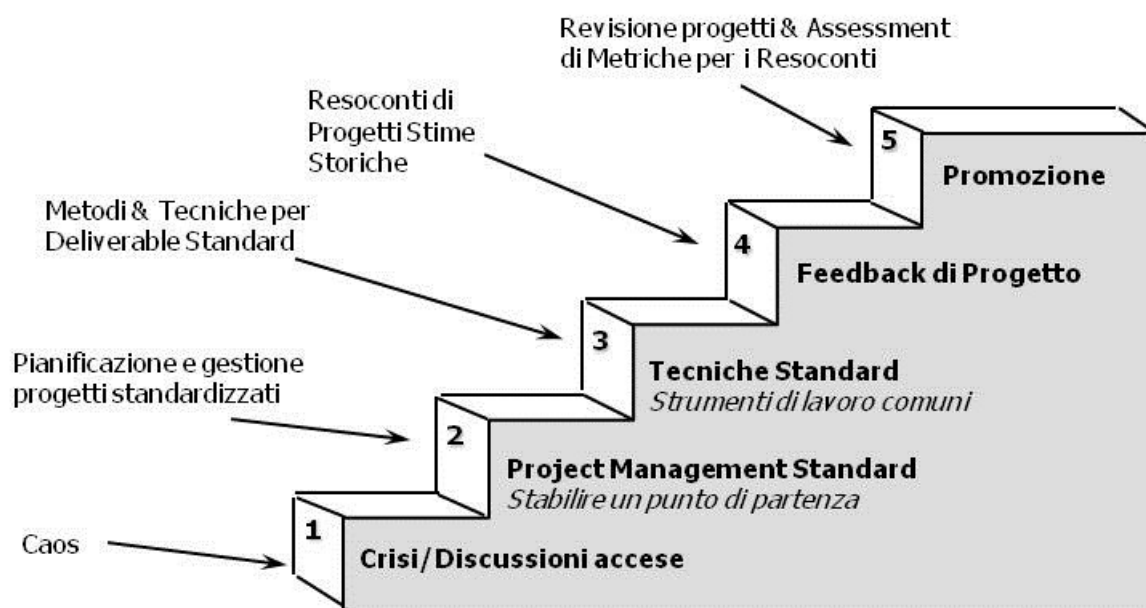 Revisione progetti & Assessment
di Metriche per i Resoconti
Resoconti di
Progetti Stime
Storiche
5
Promozione
Metodi & Tecniche per
Deliverable Standard
4
Feedback di Progetto
3
Tecniche Standard
Strumenti di lavoro comuni
Pianificazione e gestione
progetti standardizzati
2
Project Management Standard
Stabilire un punto di partenza
Caos
1
Crisi/Discussioni accese